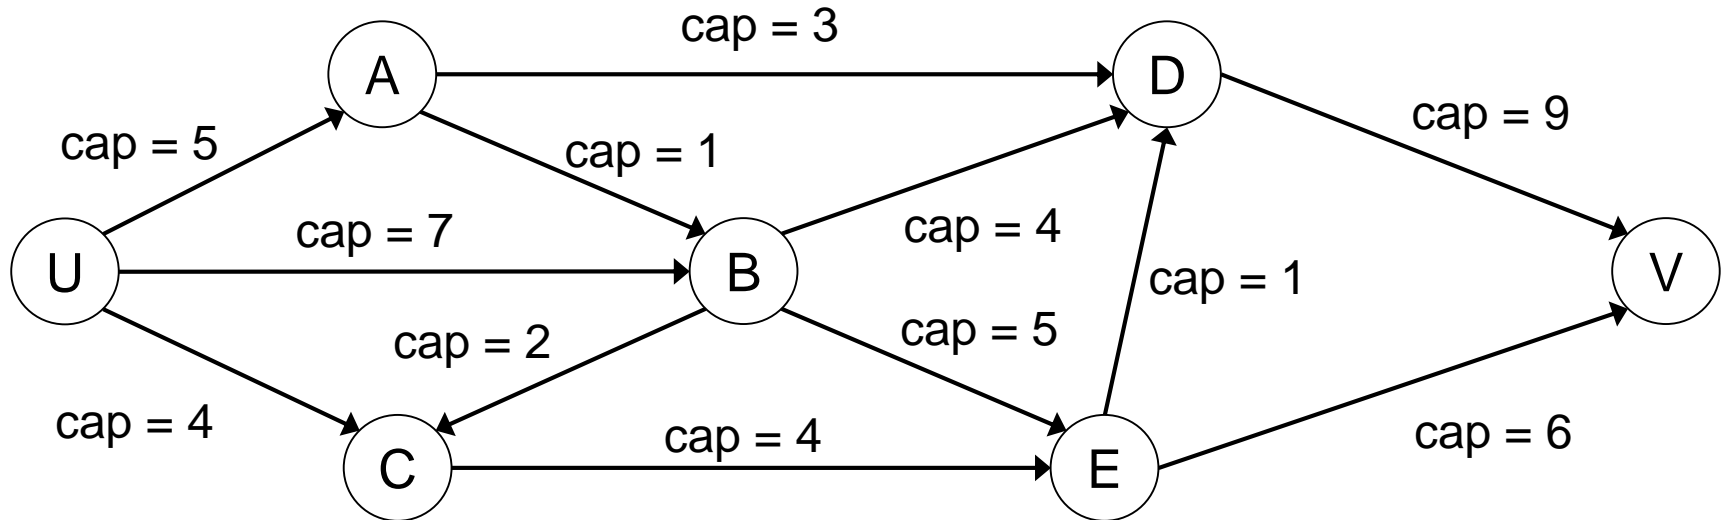 cap = 3
A
D
cap = 9
cap = 5
cap = 1
cap = 7
cap = 4
U
B
V
cap = 1
cap = 2
cap = 5
cap = 4
cap = 4
cap = 6
C
E